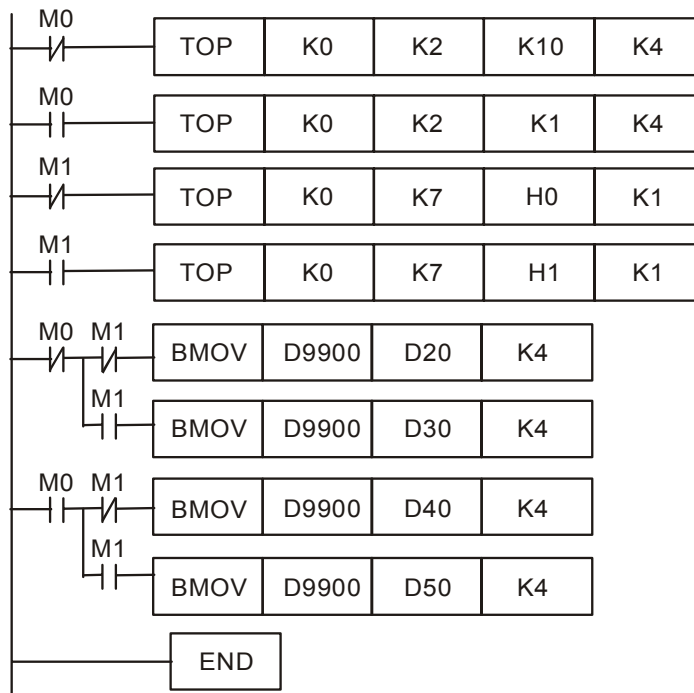 M0
TOP K0 K2 K10 K4
M0
TOP K0 K2 K1 K4
M1
TOP K0 K7 H0 K1
M1
TOP K0 K7 H1 K1
M0 M1
BMOV D9900 D20 K4
M1
BMOV D9900 D30 K4
M0 M1
BMOV D9900 D40 K4
M1
BMOV D9900 D50 K4
END